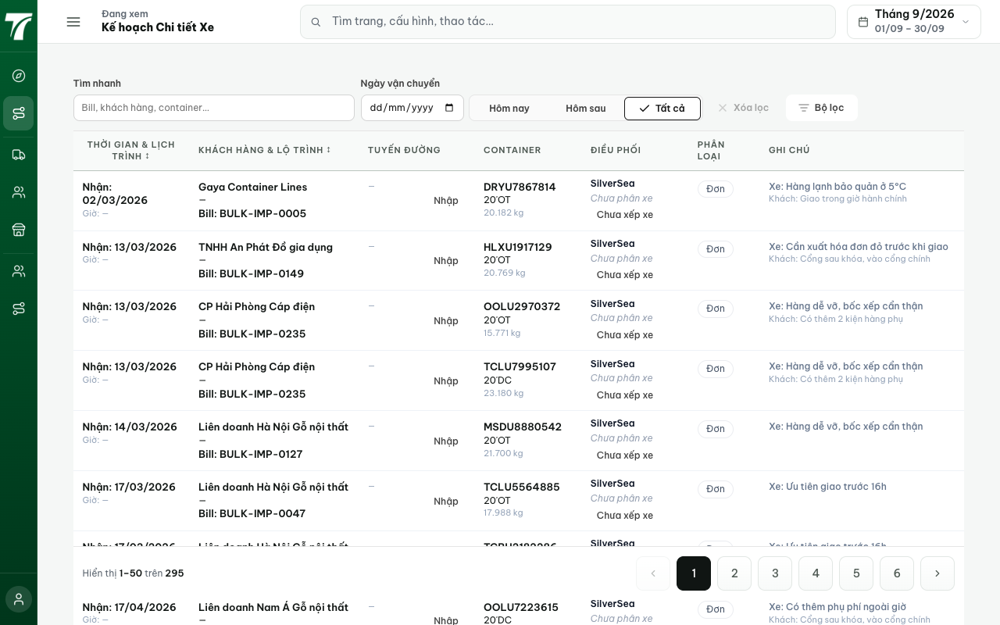 Đang xem
Kế hoạch Chi tiết Xe
Tìm trang, cấu hình, thao tác...
Tháng 9/2026
01/09 – 30/09
Tìm nhanh
Ngày vận chuyển
Bill, khách hàng, container...
dd/mm/yyyy
Hôm nay
Hôm sau
Tất cả
Xóa lọc
Bộ lọc
THỜI GIAN & LỊCH TRÌNH ↕
KHÁCH HÀNG & LỘ TRÌNH ↕
TUYẾN ĐƯỜNG
CONTAINER
ĐIỀU PHỐI
PHÂN LOẠI
GHI CHÚ
Nhận: 02/03/2026
Giờ: —
Gaya Container Lines
—
Bill: BULK-IMP-0005
—
Nhập
DRYU7867814
20'OT
20.182 kg
SilverSea
Chưa phân xe
Chưa xếp xe
Đơn
Xe: Hàng lạnh bảo quản ở 5°C
Khách: Giao trong giờ hành chính
Nhận: 13/03/2026
Giờ: —
TNHH An Phát Đồ gia dụng
—
Bill: BULK-IMP-0149
—
Nhập
HLXU1917129
20'OT
20.769 kg
SilverSea
Chưa phân xe
Chưa xếp xe
Đơn
Xe: Cần xuất hóa đơn đỏ trước khi giao
Khách: Cổng sau khóa, vào cổng chính
Nhận: 13/03/2026
Giờ: —
CP Hải Phòng Cáp điện
—
Bill: BULK-IMP-0235
—
Nhập
OOLU2970372
20'OT
15.771 kg
SilverSea
Chưa phân xe
Chưa xếp xe
Đơn
Xe: Hàng dễ vỡ, bốc xếp cẩn thận
Khách: Có thêm 2 kiện hàng phụ
Nhận: 13/03/2026
Giờ: —
CP Hải Phòng Cáp điện
—
Bill: BULK-IMP-0235
—
Nhập
TCLU7995107
20'DC
23.180 kg
SilverSea
Chưa phân xe
Chưa xếp xe
Đơn
Xe: Hàng dễ vỡ, bốc xếp cẩn thận
Khách: Có thêm 2 kiện hàng phụ
Nhận: 14/03/2026
Giờ: —
Liên doanh Hà Nội Gỗ nội thất
—
Bill: BULK-IMP-0127
—
Nhập
MSDU8880542
20'OT
21.700 kg
SilverSea
Chưa phân xe
Chưa xếp xe
Đơn
Xe: Hàng dễ vỡ, bốc xếp cẩn thận
Nhận: 17/03/2026
Giờ: —
Liên doanh Hà Nội Gỗ nội thất
—
Bill: BULK-IMP-0047
—
Nhập
TCLU5564885
20'OT
17.988 kg
SilverSea
Chưa phân xe
Chưa xếp xe
Đơn
Xe: Ưu tiên giao trước 16h
SilverSea
Hiển thị 1–50 trên 295
1
2
3
4
5
6
Nhận: 17/04/2026
Giờ: —
Liên doanh Nam Á Gỗ nội thất
—
—
Nhập
OOLU7223615
20'DC
SilverSea
Chưa phân xe
Đơn
Xe: Có thêm phụ phí ngoài giờ
Khách: Cổng sau khóa, vào cổng chính